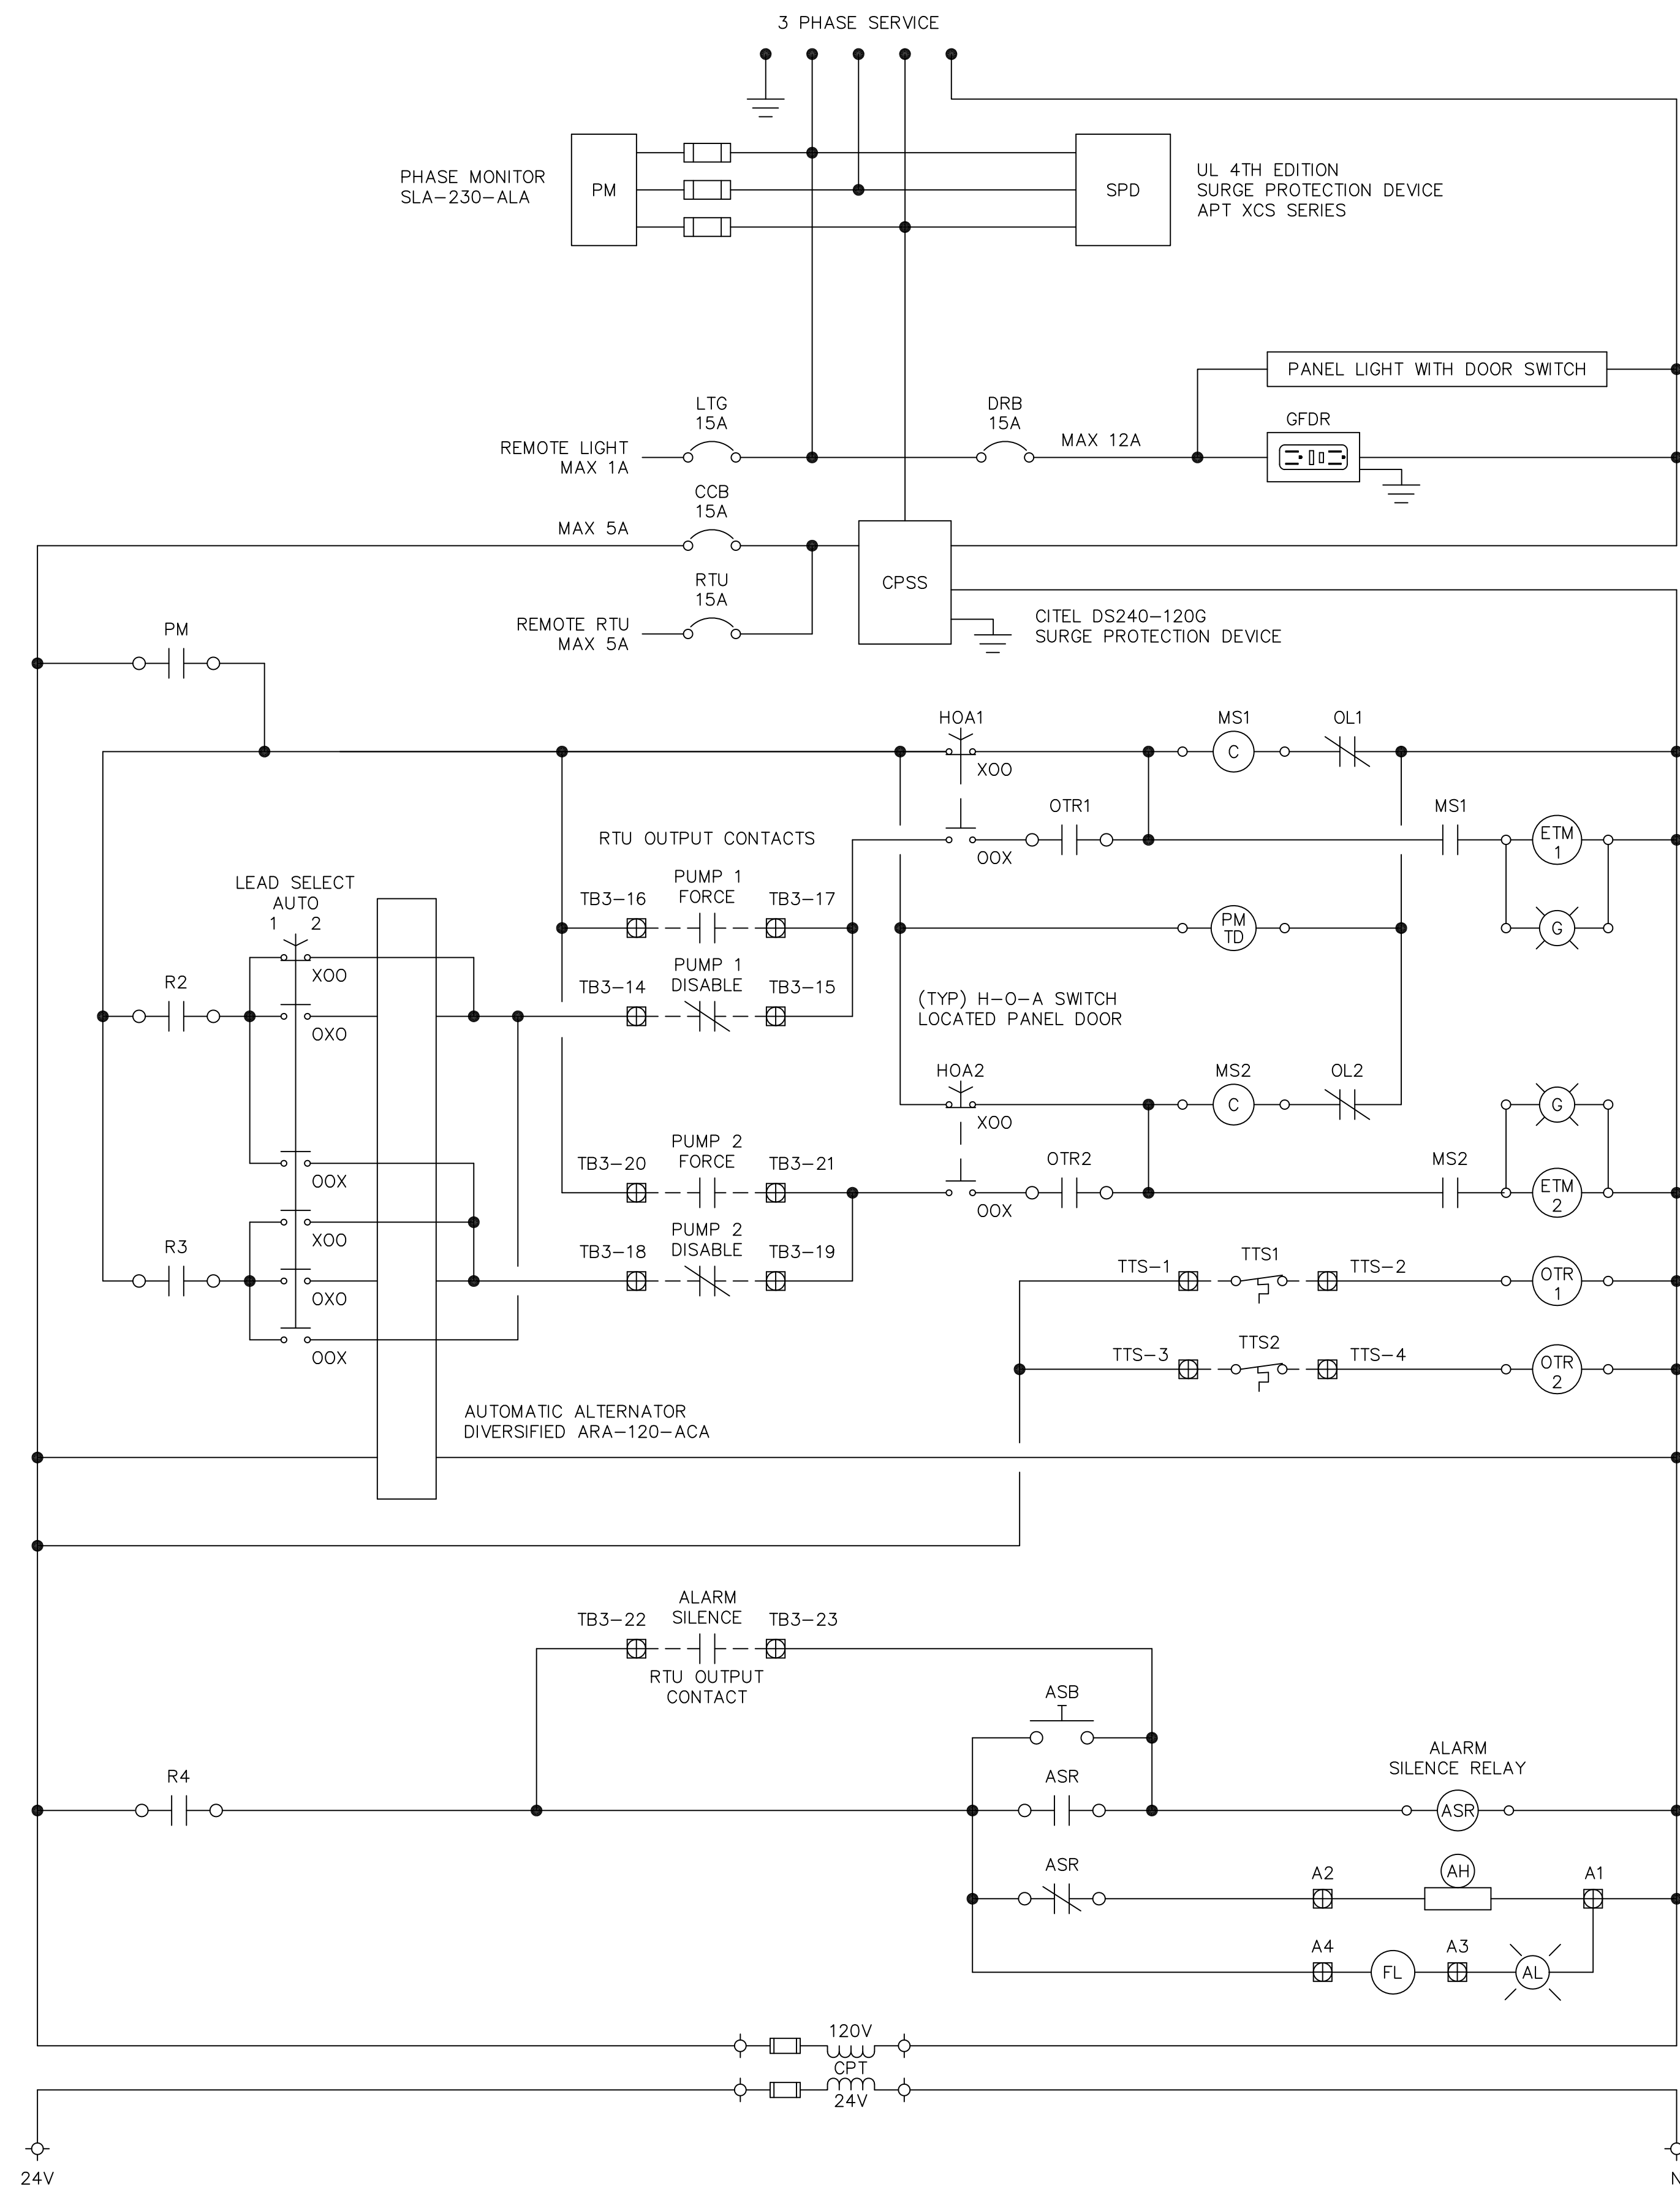 3 PHASE SERVICE
PHASE MONITOR
SLA-230-ALA
PM
SPD
UL 4TH EDITION
SURGE PROTECTION DEVICE
APT XCS SERIES
PANEL LIGHT WITH DOOR SWITCH
LTG
15A
DRB
15A
MAX 12A
GFDR
REMOTE LIGHT
MAX 1A
CCB
15A
MAX 5A
CPSS
RTU
15A
REMOTE RTU
MAX 5A
CITEL DS240-120G
SURGE PROTECTION DEVICE
PM
HOA1
XOO
MS1
C
OL1
OTR1
OOX
MS1
ETM
1
RTU OUTPUT CONTACTS
LEAD SELECT
AUTO
1 2
PUMP 1
FORCE
TB3-16
TB3-17
PM
TD
G
XOO
R2
OXO
PUMP 1
DISABLE
TB3-14
TB3-15
(TYP) H-O-A SWITCH
LOCATED PANEL DOOR
HOA2
XOO
MS2
C
OL2
G
PUMP 2
FORCE
TB3-20
TB3-21
OOX
OTR2
OOX
MS2
ETM
2
XOO
R3
OXO
PUMP 2
DISABLE
TB3-18
TB3-19
TTS-1
TTS1
TTS-2
OTR
1
OOX
TTS-3
TTS2
TTS-4
OTR
2
AUTOMATIC ALTERNATOR
DIVERSIFIED ARA-120-ACA
ALARM
SILENCE
TB3-22
TB3-23
RTU OUTPUT
CONTACT
ASB
R4
ASR
ALARM
SILENCE RELAY
ASR
ASR
A2
AH
A1
A4
FL
A3
AL
120V
CPT
24V
24V
N